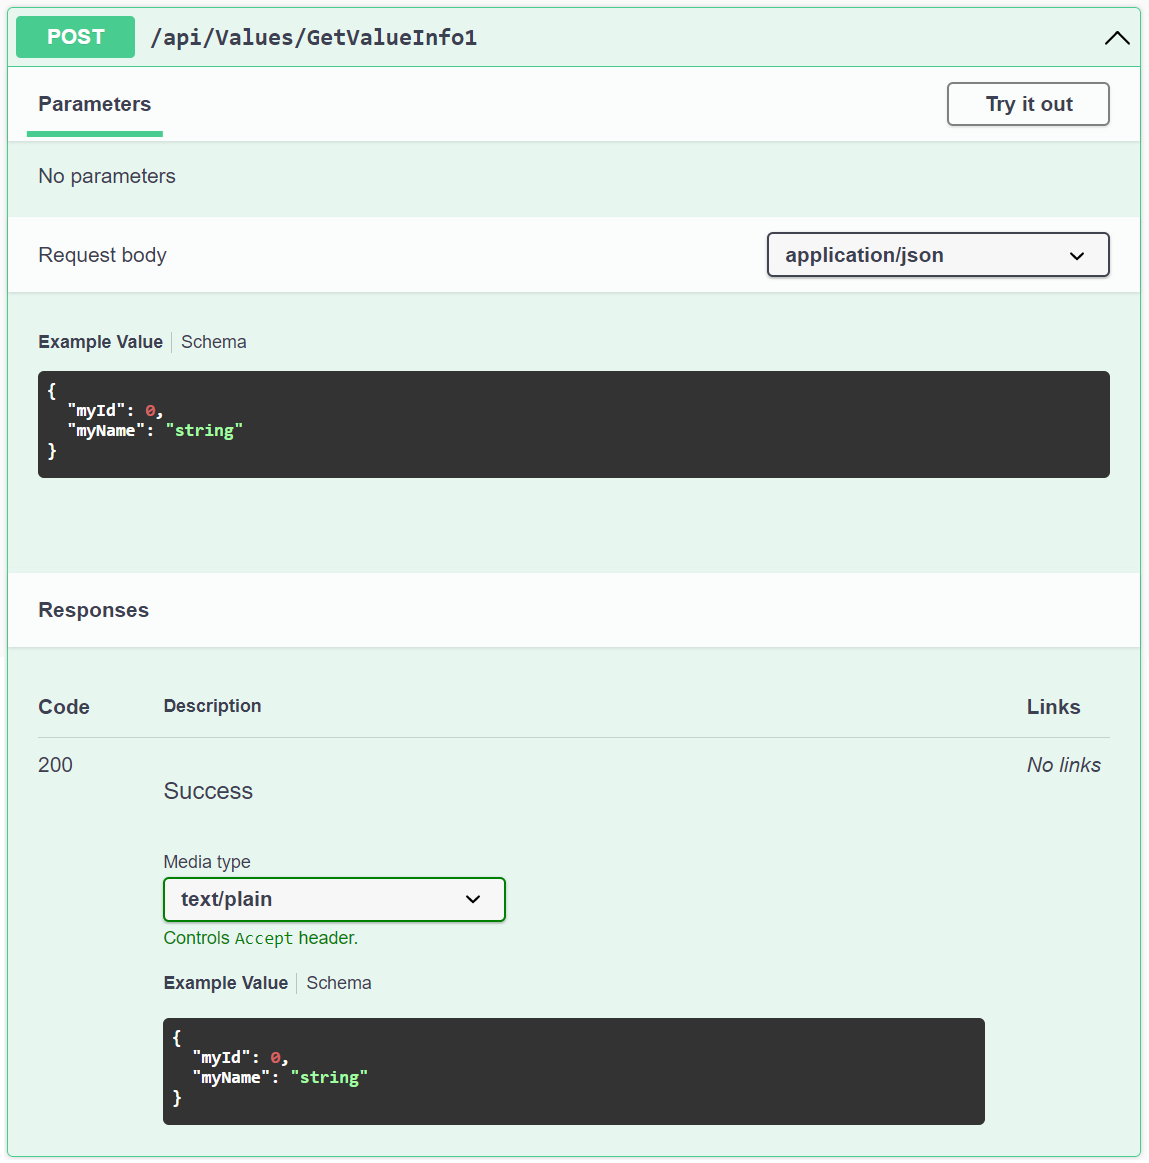 POST /api/Values/GetValueInfo1
Parameters
Try it out
No parameters
Request body
application/json
Example Value
Schema
{
  "myId": 0,
  "myName": "string"
}
Responses
Code
Description
Links
200
Success
No links
Media type
text/plain
Controls Accept header.
Example Value
Schema
{
  "myId": 0,
  "myName": "string"
}